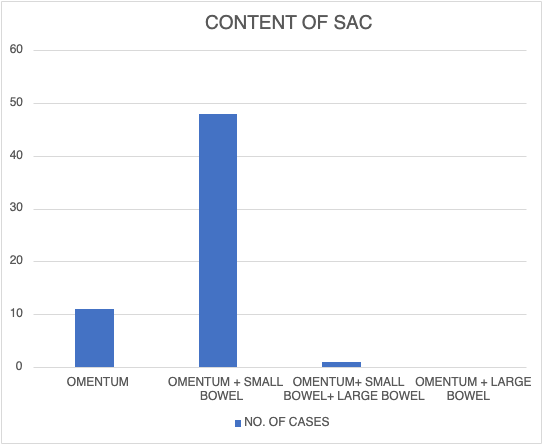 CONTENT OF SAC
60
50
40
30
20
10
0
OMENTUM
OMENTUM + SMALL
BOWEL
OMENTUM+ SMALL
BOWEL+ LARGE BOWEL
OMENTUM + LARGE
BOWEL
NO. OF CASES